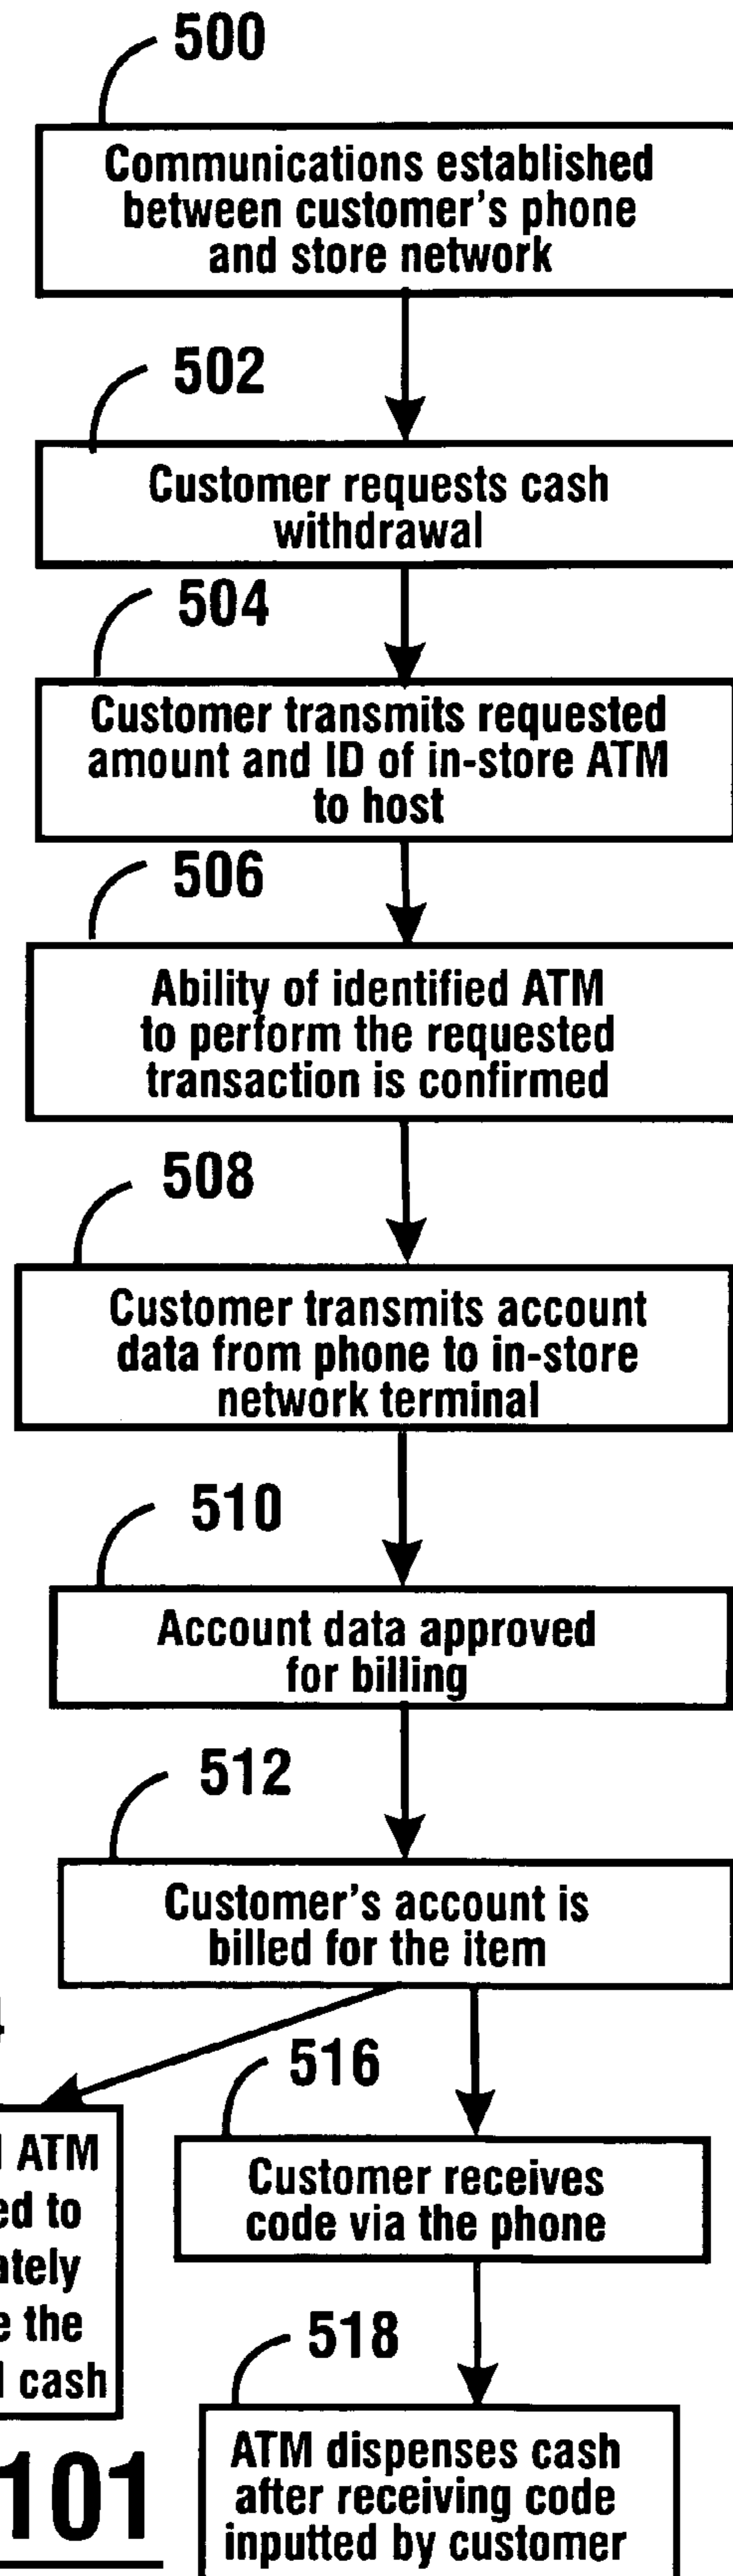 500
Communications established
between customer's phone
and store network
502
Customer requests cash
withdrawal
504
Customer transmits requested
amount and ID of in-store ATM
to host
506
Ability of identified ATM
to perform the requested
transaction is confirmed
508
Customer transmits account
data from phone to in-store
network terminal
510
Account data approved
for billing
512
Customer's account is
billed for the item
516
Customer receives
code via the phone
ATM
to
the
cash
518
ATM dispenses cash
after receiving code
inputted by customer
101